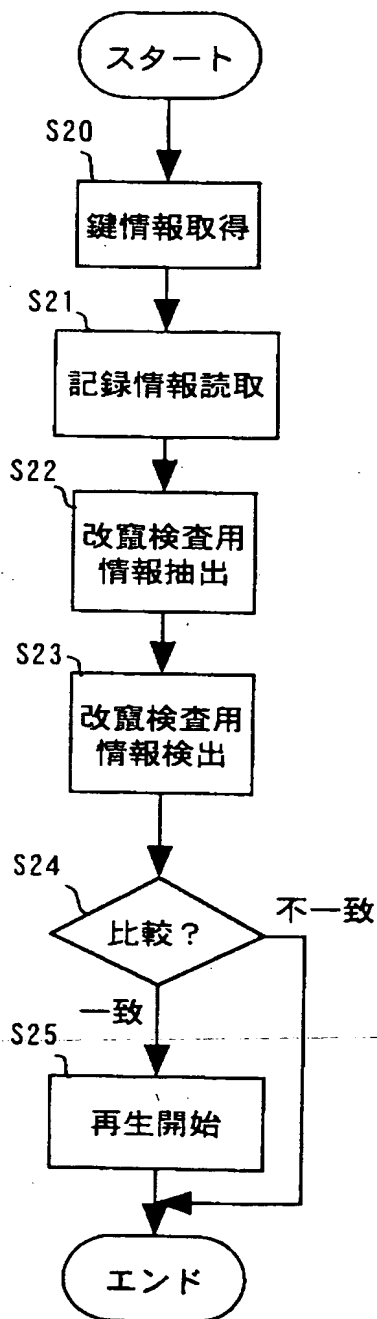 スタート
S20
鍵情報取得
S21
記録情報読取
S22
改竄検査用
情報抽出
S23
改竄検査用
情報検出
S24
比較?
不一致
一致
S25
再生開始
エンド